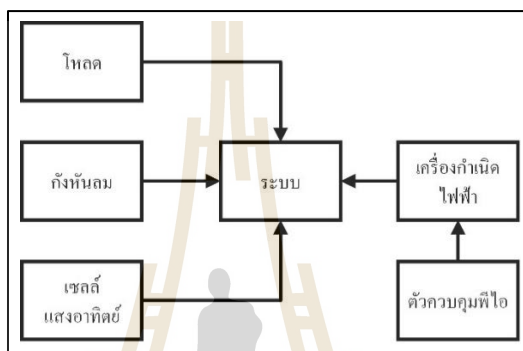 โหลด
กังหันลม
ระบบ
เครื่องกำเนิด
ไฟฟ้า
เซลล์
แสงอาทิตย์
ตัวควบคุมพีไอ